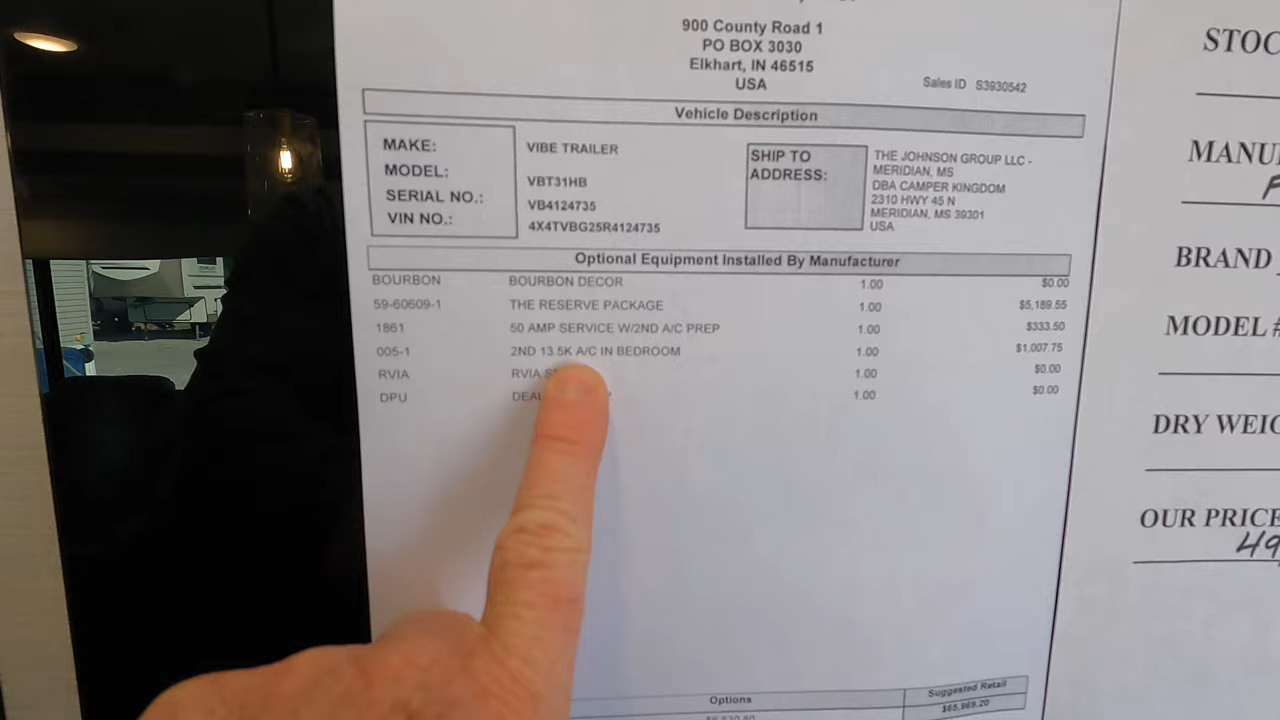 900 County Road 1
PO BOX 3030
Elkhart, IN 46515
USA
Sales ID S3930542
Vehicle Description
MAKE: VIBE TRAILER
MODEL: VBT31HB
SERIAL NO.: VB4124735
VIN NO.: 4X4TVBG25R4124735
SHIP TO
ADDRESS:
THE JOHNSON GROUP LLC -
MERIDIAN, MS
DBA CAMPER KINGDOM
2310 HWY 45 N
MERIDIAN, MS 39301
USA
Optional Equipment Installed By Manufacturer
BOURBON BOURBON DECOR 1.00 $0.00
59-60609-1 THE RESERVE PACKAGE 1.00 $5,189.55
1861 50 AMP SERVICE W/2ND A/C PREP 1.00 $333.50
005-1 2ND 13.5K A/C IN BEDROOM 1.00 $1,007.75
RVIA RVIA 1.00 $0.00
DPU 1.00 $0.00
Options
Suggested Retail
$65,969.20
STOC
MANU
BRAND
MODEL #
DRY WEIG
OUR PRICE
49